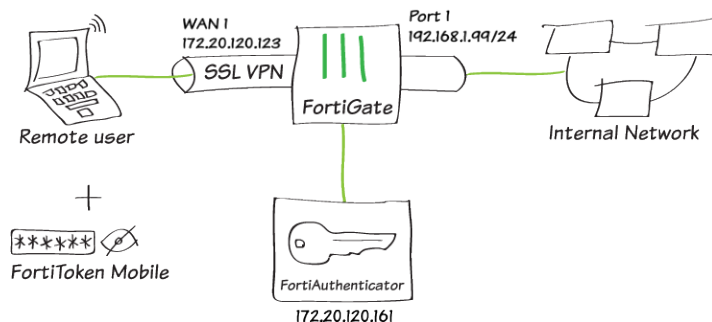 WAN 1
172.20.120.123
Port 1
192.168.1.99/24
SSL VPN
FortiGate
Remote user
Internal Network
+
******
FortiToken Mobile
FortiAuthenticator
172.20.120.161